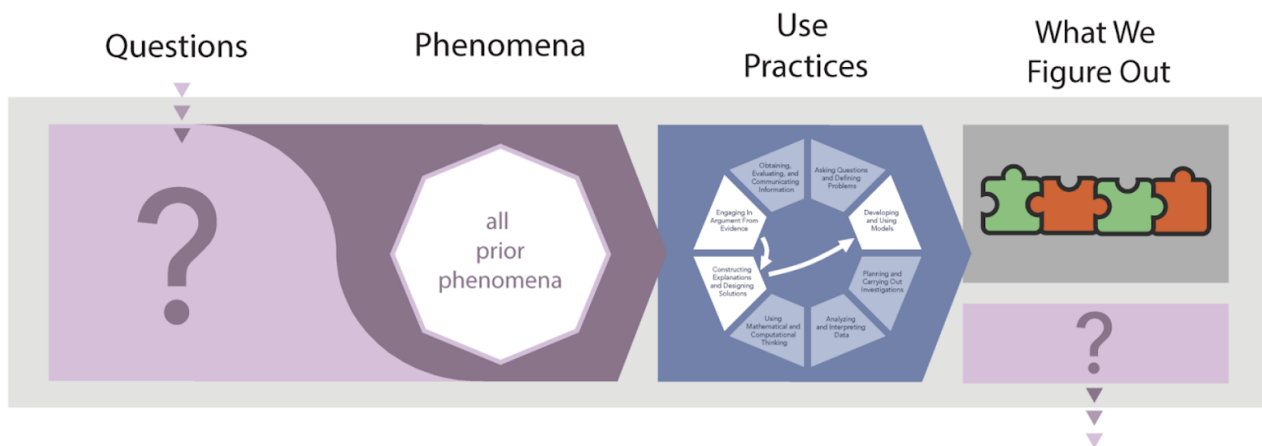 Questions
Phenomena
Use
Practices
What We
Figure Out
?
all
prior
phenomena
Obtaining,
Evaluating, and
Communicating
Information
Asking Questions
and Defining
Problems
Engaging In
Argument From
Evidence
Developing and
Using
Models
Constructing
Explanations
and Designing
Solutions
Planning and
Carrying Out
Investigations
Using
Mathematical and
Computational
Thinking
Analyzing
and Interpreting
Data
?